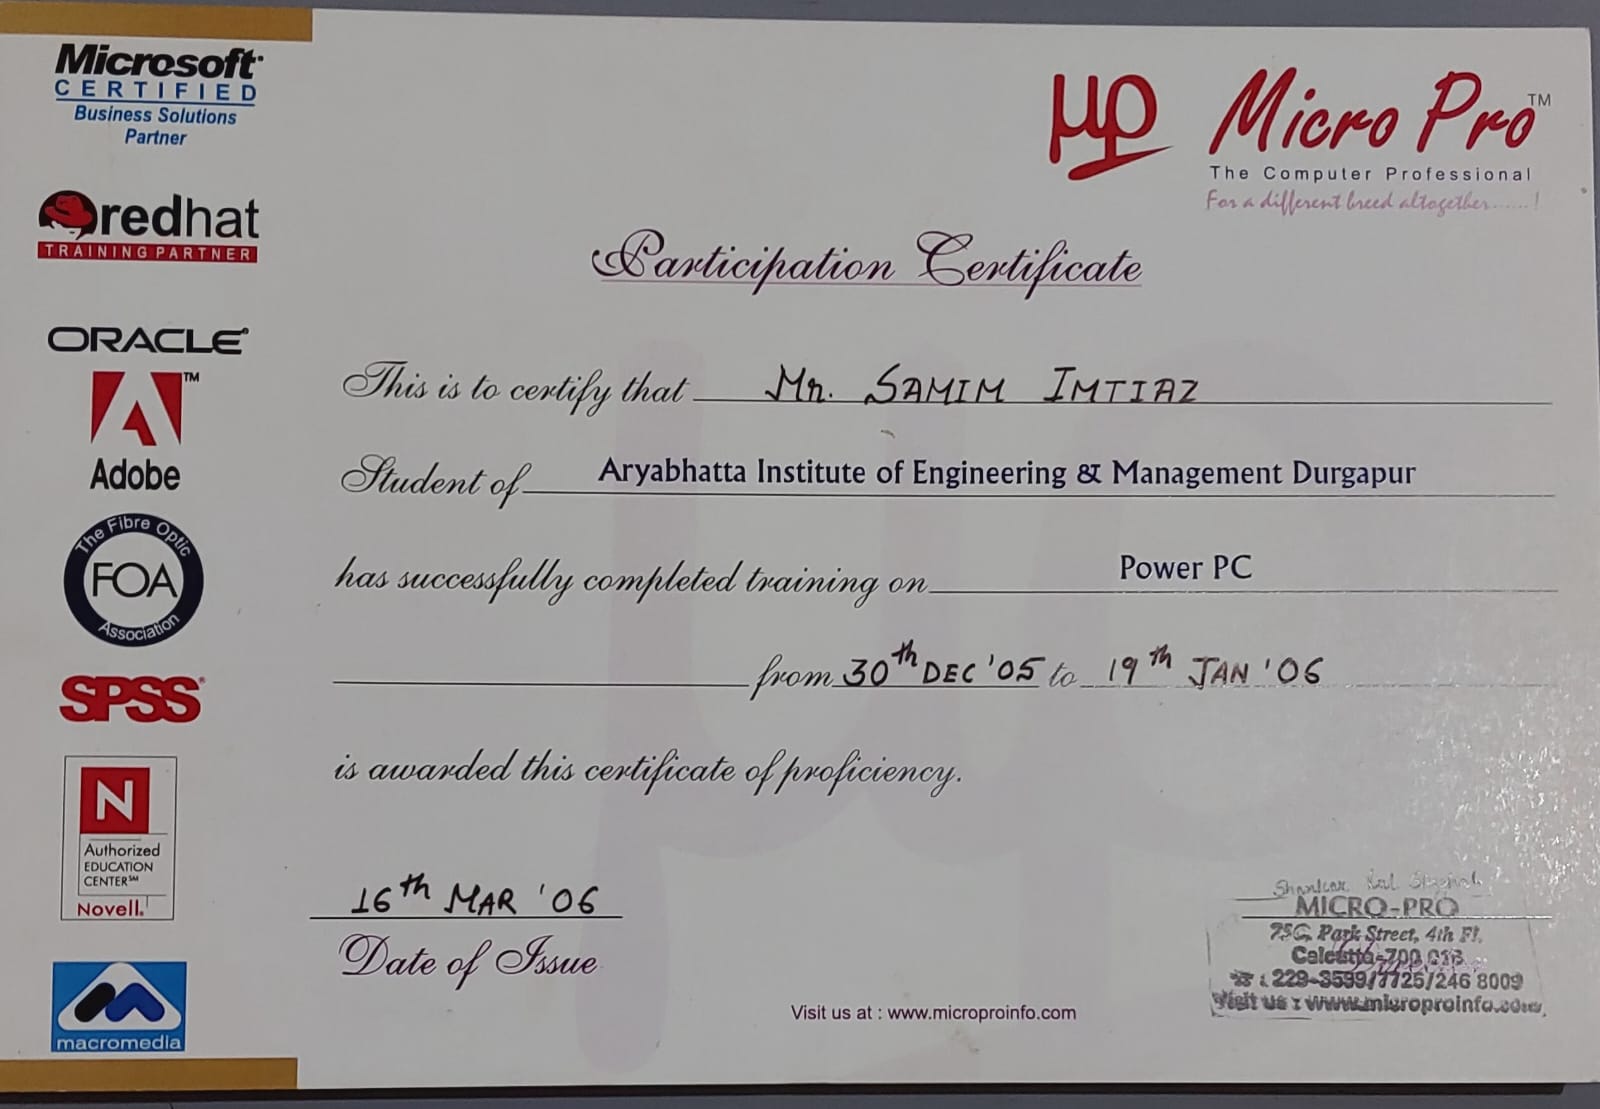 Microsoft
CERTIFIED
Business Solutions
Partner
redhat
TRAINING PARTNER
ORACLE
Adobe
The Fibre Optic
FOA
Association
SPSS
N
Authorized
EDUCATION
CENTER℠
Novell.
macromedia
µp Micro Pro™
The Computer Professional
For a different breed altogether......!
Participation Certificate
This is to certify that Mr. SAMIM IMTIAZ
Student of Aryabhatta Institute of Engineering & Management Durgapur
has successfully completed training on Power PC
from 30th DEC '05 to 19th JAN '06
is awarded this certificate of proficiency.
16th MAR '06
Date of Issue
Visit us at : www.microproinfo.com
MICRO-PRO
75C, Park Street, 4th Fl.
Calcutta-700 016
☎ : 229-3599/7725/246 8009
Visit us : www.microproinfo.com